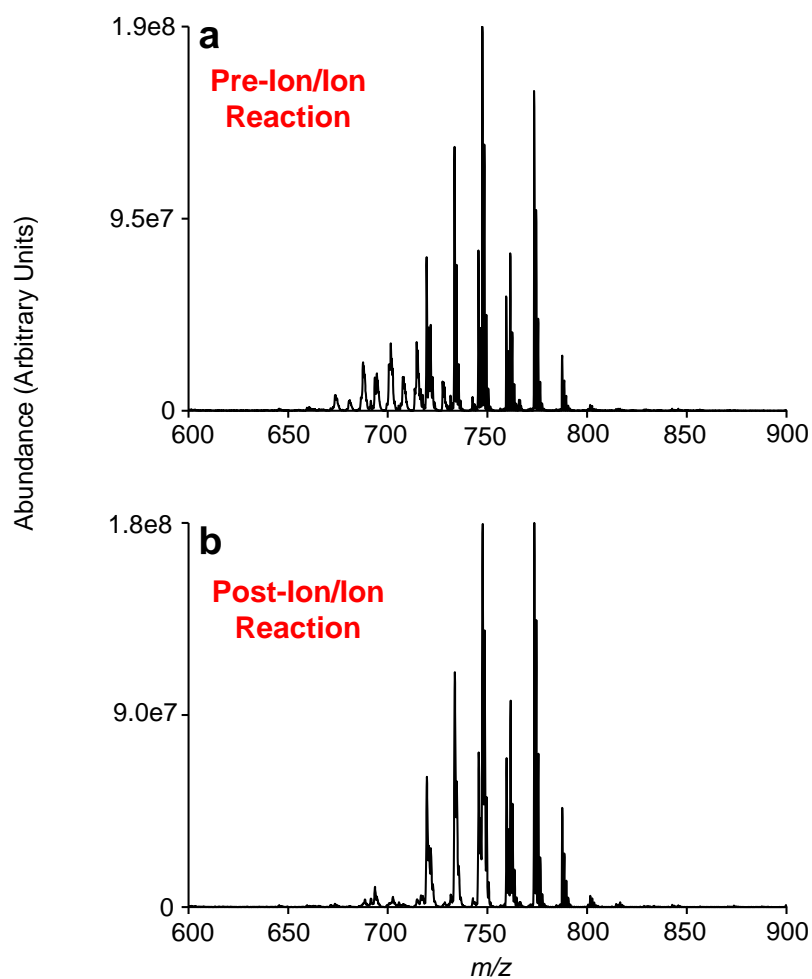 Abundance (Arbitrary Units)
a
Pre-Ion/Ion
Reaction
1.9e8
9.5e7
0
600 650 700 750 800 850 900
b
Post-Ion/Ion
Reaction
1.8e8
9.0e7
0
600 650 700 750 800 850 900
m/z